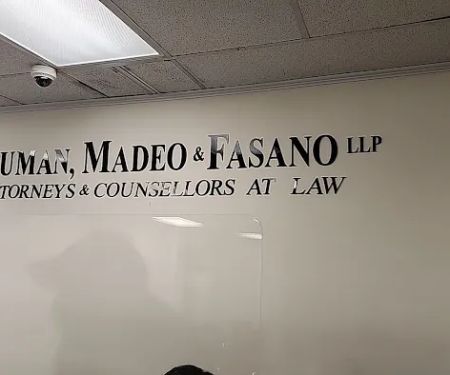 UMAN, MADEO & FASANO LLP
TORNEYS & COUNSELLORS AT LAW